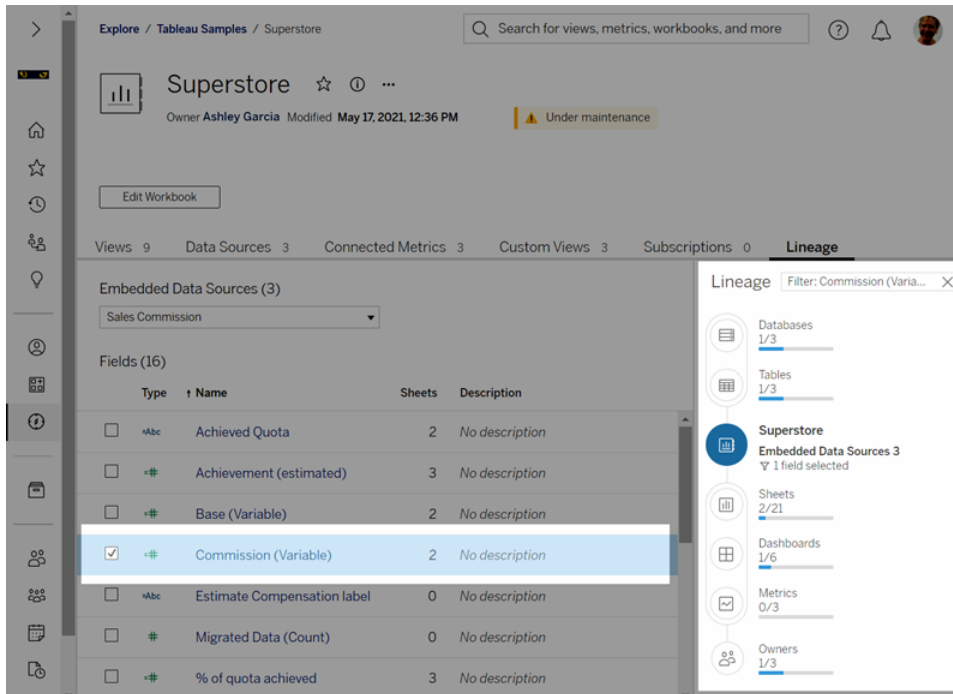 Explore / Tableau Samples / Superstore
Search for views, metrics, workbooks, and more
Superstore
Owner Ashley Garcia Modified May 17, 2021, 12:36 PM
Under maintenance
Edit Workbook
Views 9 Data Sources 3 Connected Metrics 3 Custom Views 3 Subscriptions 0 Lineage
Embedded Data Sources (3)
Sales Commission
Fields (16)
Type ↑ Name Sheets Description
=Abc Achieved Quota 2 No description
=# Achievement (estimated) 3 No description
=# Base (Variable) 2 No description
=# Commission (Variable) 2 No description
=Abc Estimate Compensation label 0 No description
# Migrated Data (Count) 0 No description
=# % of quota achieved 3 No description
Lineage Filter: Commission (Varia...
Databases
1/3
Tables
1/3
Superstore
Embedded Data Sources 3
1 field selected
Sheets
2/21
Dashboards
1/6
Metrics
0/3
Owners
1/3